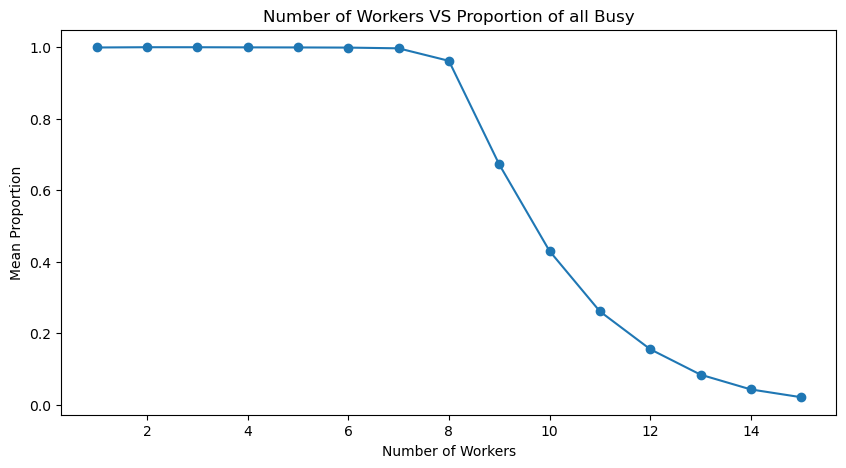 Number of Workers VS Proportion of all Busy
Mean Proportion
1.0
0.8
0.6
0.4
0.2
0.0
2 4 6 8 10 12 14
Number of Workers